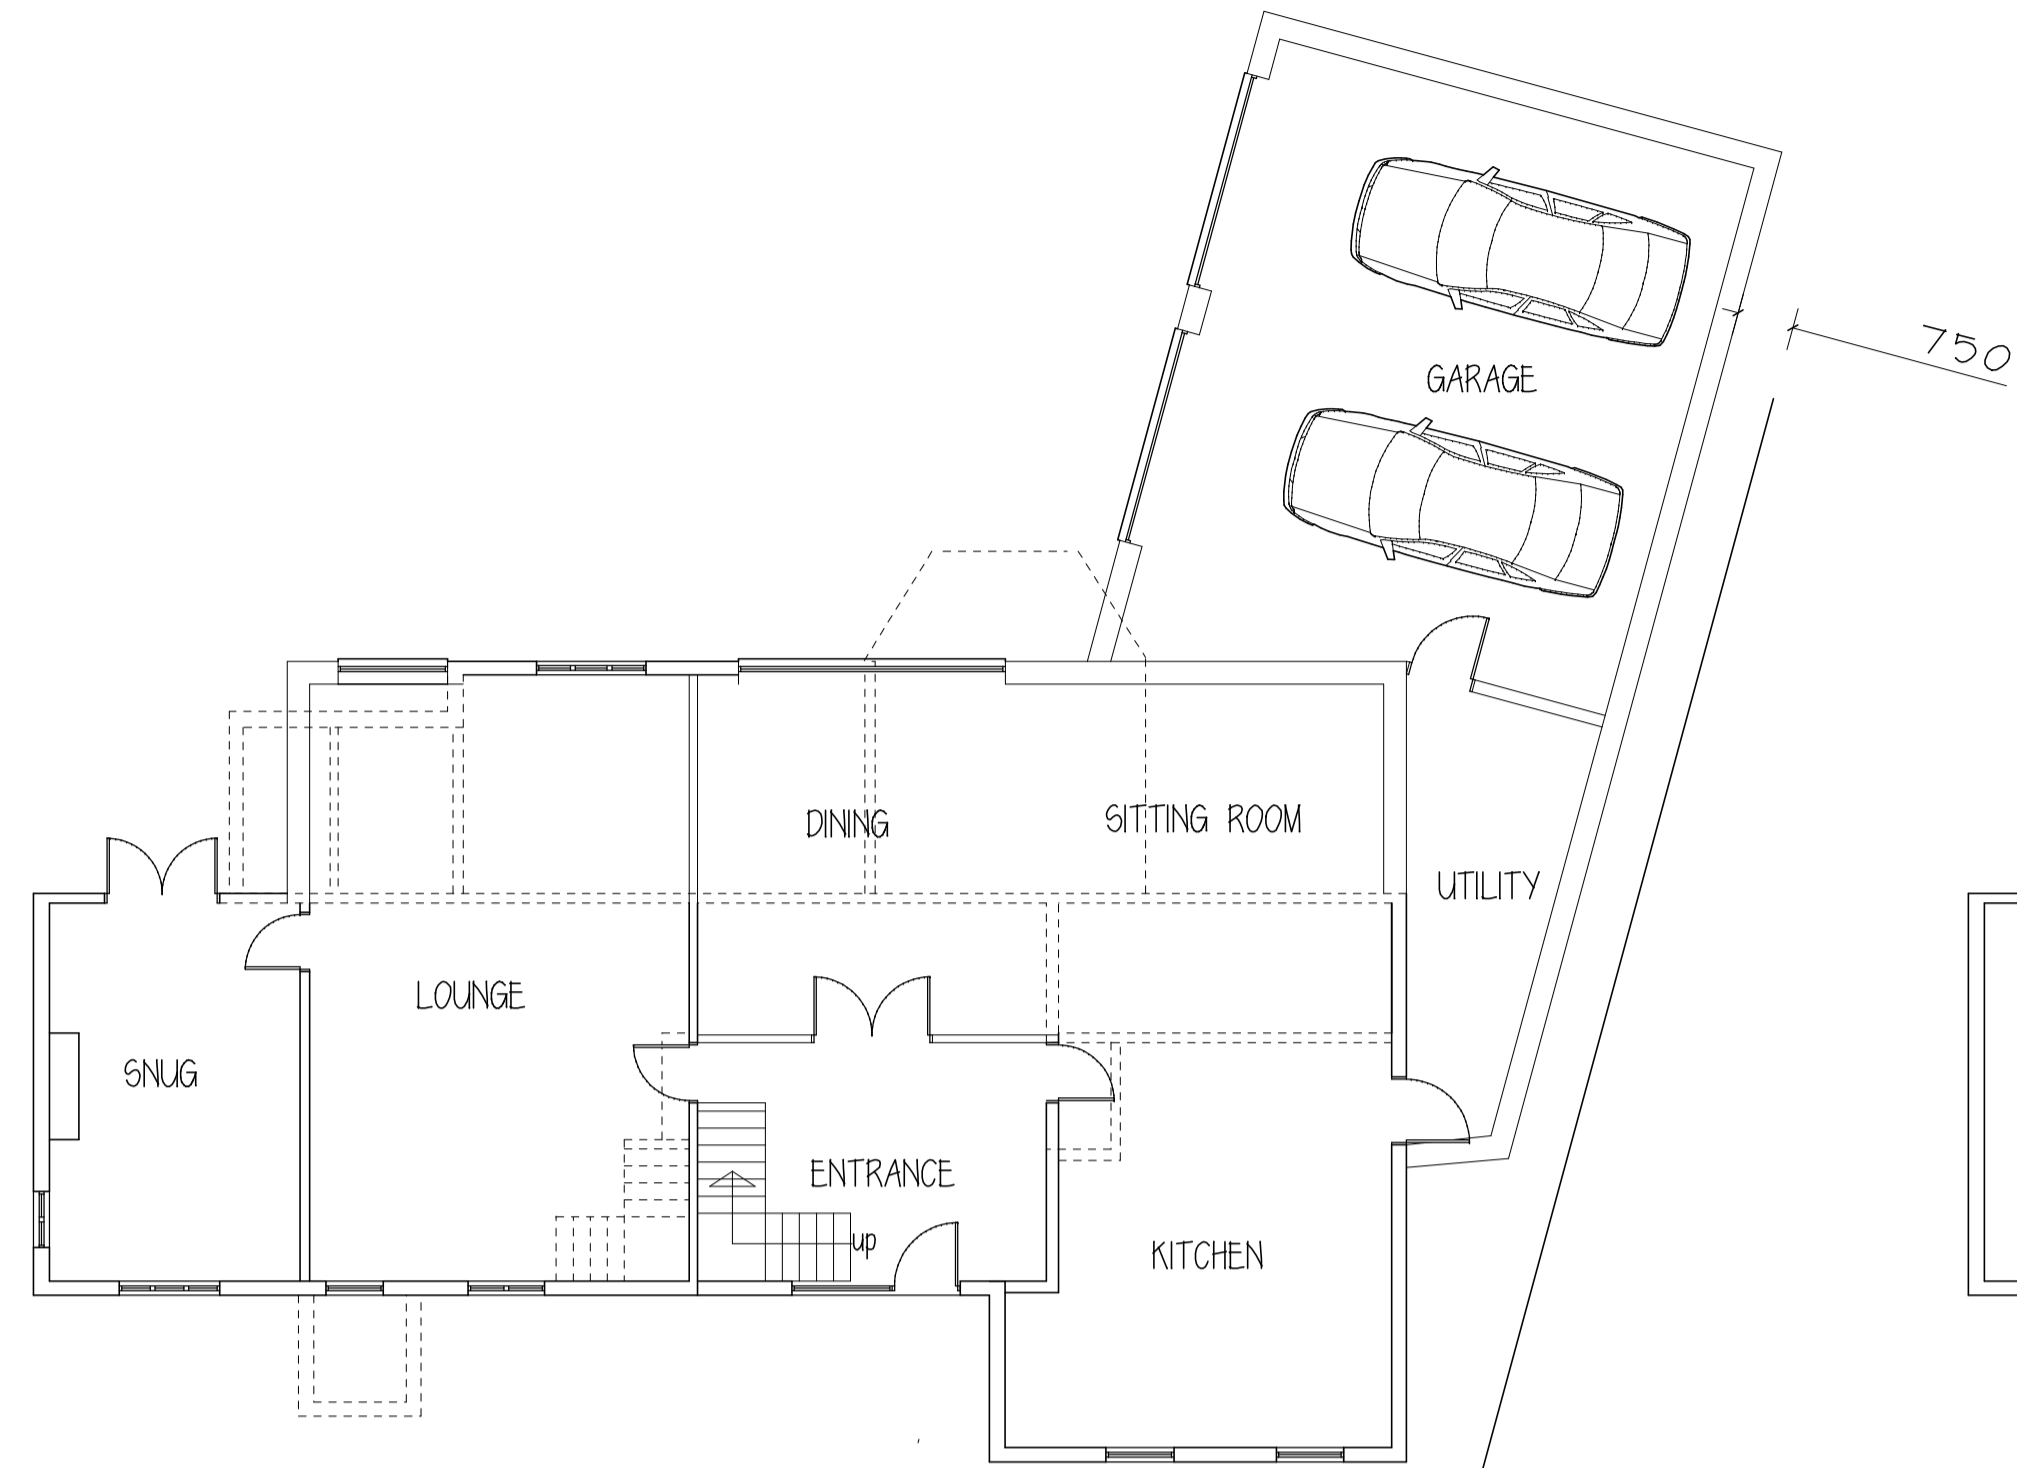 750
GARAGE
DINING
SITTING ROOM
UTILITY
LOUNGE
SNUG
ENTRANCE
up
KITCHEN